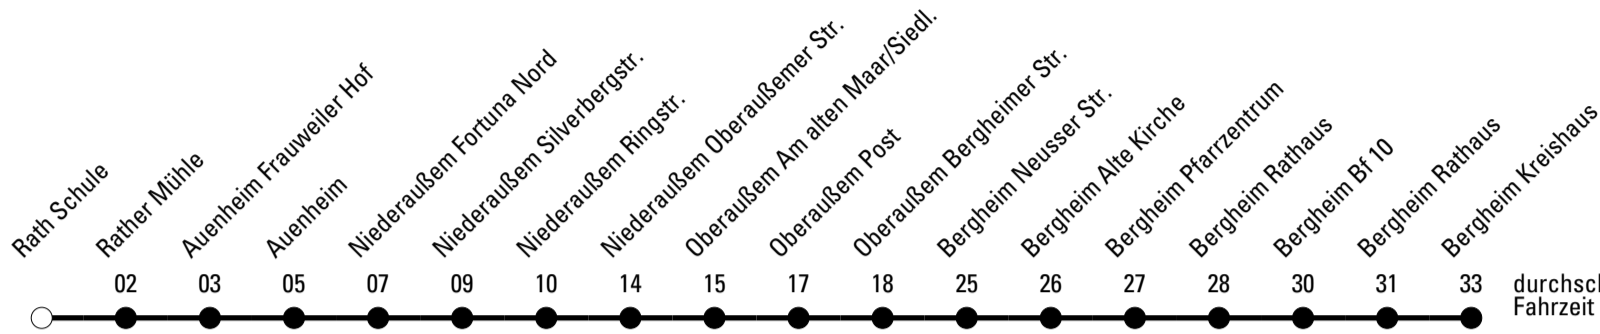 Rath Schule
Rather Mühle
Auenheim Frauweiler Hof
Auenheim
Niederaußem Fortuna Nord
Niederaußem Silverbergstr.
Niederaußem Ringstr.
Niederaußem Oberaußemer Str.
Oberaußem Am alten Maar/Siedl.
Oberaußem Post
Oberaußem Bergheimer Str.
Bergheim Neusser Str.
Bergheim Alte Kirche
Bergheim Pfarrzentrum
Bergheim Rathaus
Bergheim Bf 10
Bergheim Rathaus
Bergheim Kreishaus
02 03 05 07 09 10 14 15 17 18 25 26 27 28 30 31 33 durchsc
Fahrzeit